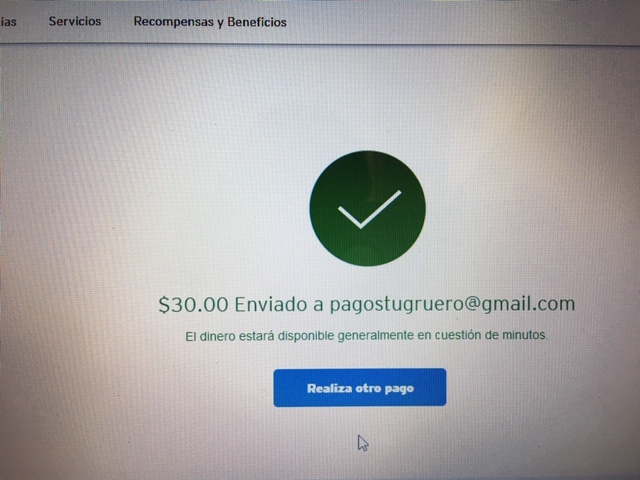 ias Servicios Recompensas y Beneficios
$30.00 Enviado a pagostugruero@gmail.com
El dinero estará disponible generalmente en cuestión de minutos.
Realiza otro pago